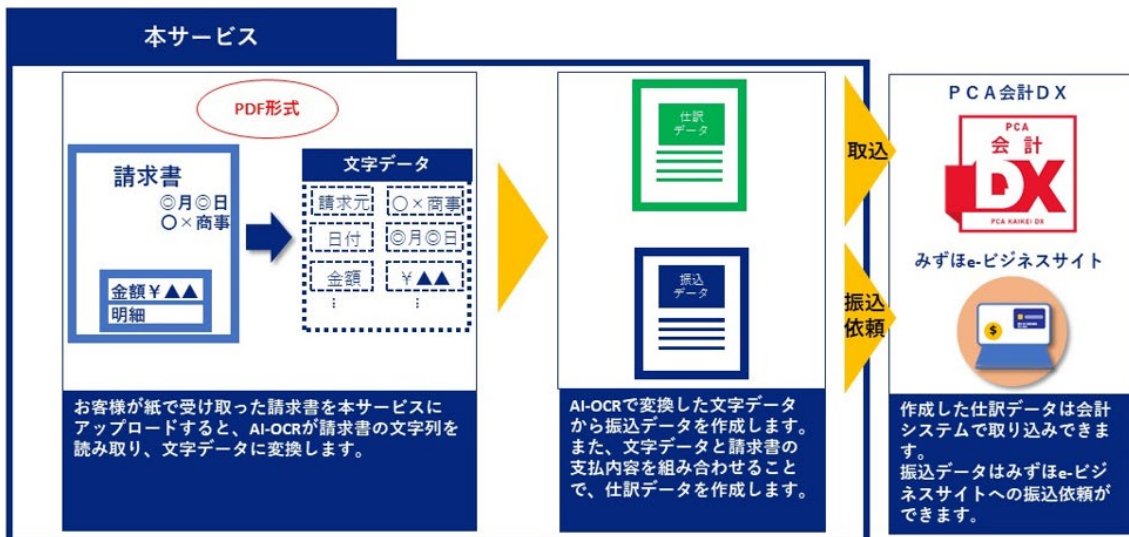 本サービス
PDF形式
請求書
◎月◎日
〇×商事
金額￥▲▲
明細
文字データ
請求元 〇×商事
日付 ◎月◎日
金額 ￥▲▲
お客様が紙で受け取った請求書を本サービスに
アップロードすると、AI-OCRが請求書の文字列を
読み取り、文字データに変換します。
仕訳
データ
振込
データ
AI-OCRで変換した文字データ
から振込データを作成します。
また、文字データと請求書の
支払内容を組み合わせること
で、仕訳データを作成します。
取込
振込
依頼
ＰＣＡ会計ＤＸ
PCA
会計
DX
PCA KAIKEI DX
みずほe-ビジネスサイト
$
作成した仕訳データは会計
システムで取り込みできま
す。
振込データはみずほe-ビジ
ネスサイトへの振込依頼が
できます。